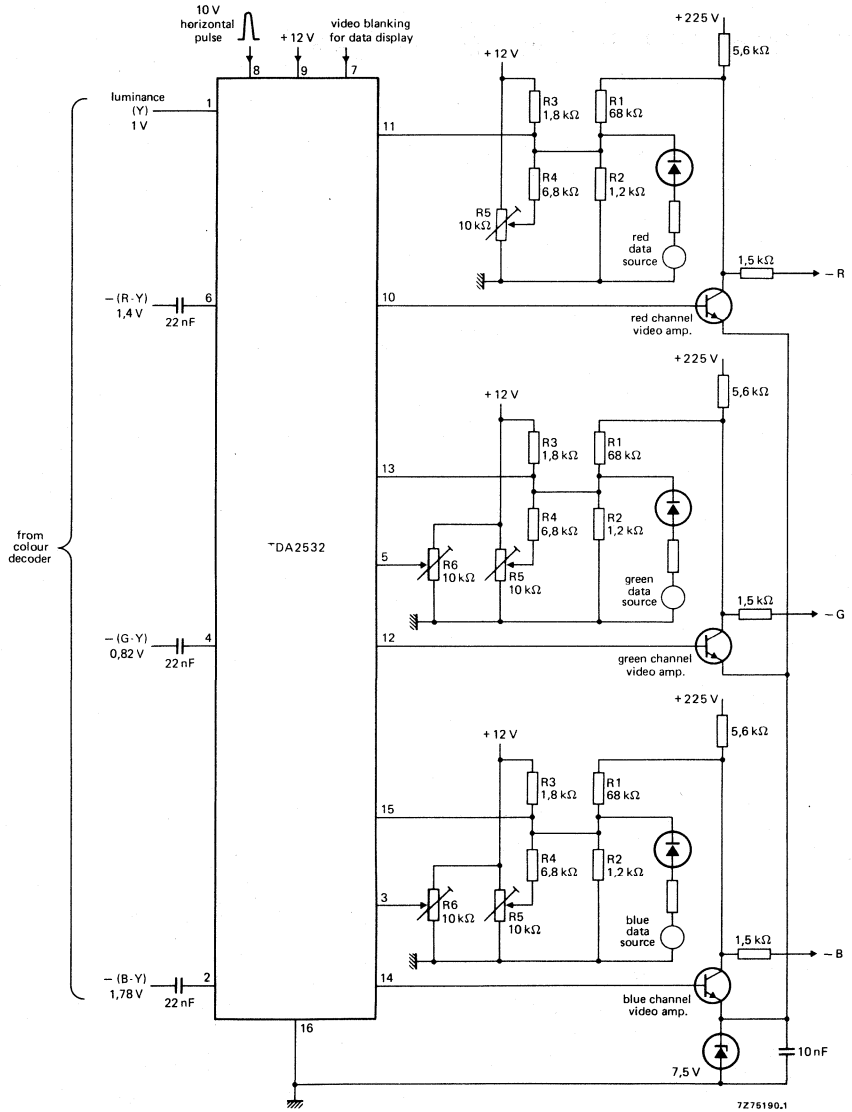 10 V
horizontal
pulse
+ 12 V
video blanking
for data display
8
9
7
luminance
(Y)
1 V
1
11
+ 12 V
R3
1,8 kΩ
R1
68 kΩ
R4
6,8 kΩ
R2
1,2 kΩ
R5
10 kΩ
red
data
source
+ 225 V
5,6 kΩ
1,5 kΩ
– R
– (R-Y)
1,4 V
22 nF
6
10
red channel
video amp.
+ 225 V
5,6 kΩ
+ 12 V
R3
1,8 kΩ
R1
68 kΩ
13
R4
6,8 kΩ
R2
1,2 kΩ
from
colour
decoder
TDA2532
5
R6
10 kΩ
R5
10 kΩ
green
data
source
1,5 kΩ
– G
– (G-Y)
0,82 V
22 nF
4
12
green channel
video amp.
+ 225 V
5,6 kΩ
+ 12 V
R3
1,8 kΩ
R1
68 kΩ
15
R4
6,8 kΩ
R2
1,2 kΩ
3
R6
10 kΩ
R5
10 kΩ
blue
data
source
1,5 kΩ
– B
– (B-Y)
1,78 V
22 nF
2
14
blue channel
video amp.
16
7,5 V
10 nF
7Z75190.1